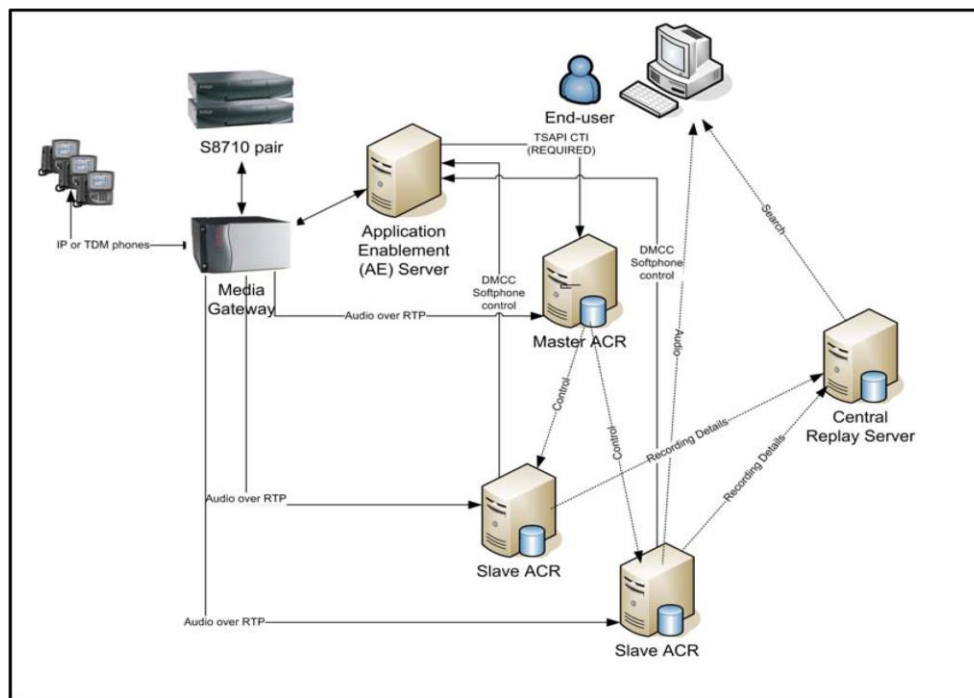 End-user
TSAPI CTI
(REQUIRED)
S8710 pair
IP or TDM phones
Application
Enablement
(AE) Server
Media
Gateway
DMCC
Softphone
control
DMCC
Softphone
control
Search
Audio over RTP
Master ACR
Audio
Control
Control
Central
Replay Server
Recording Details
Recording Details
Audio over RTP
Slave ACR
Audio over RTP
Slave ACR